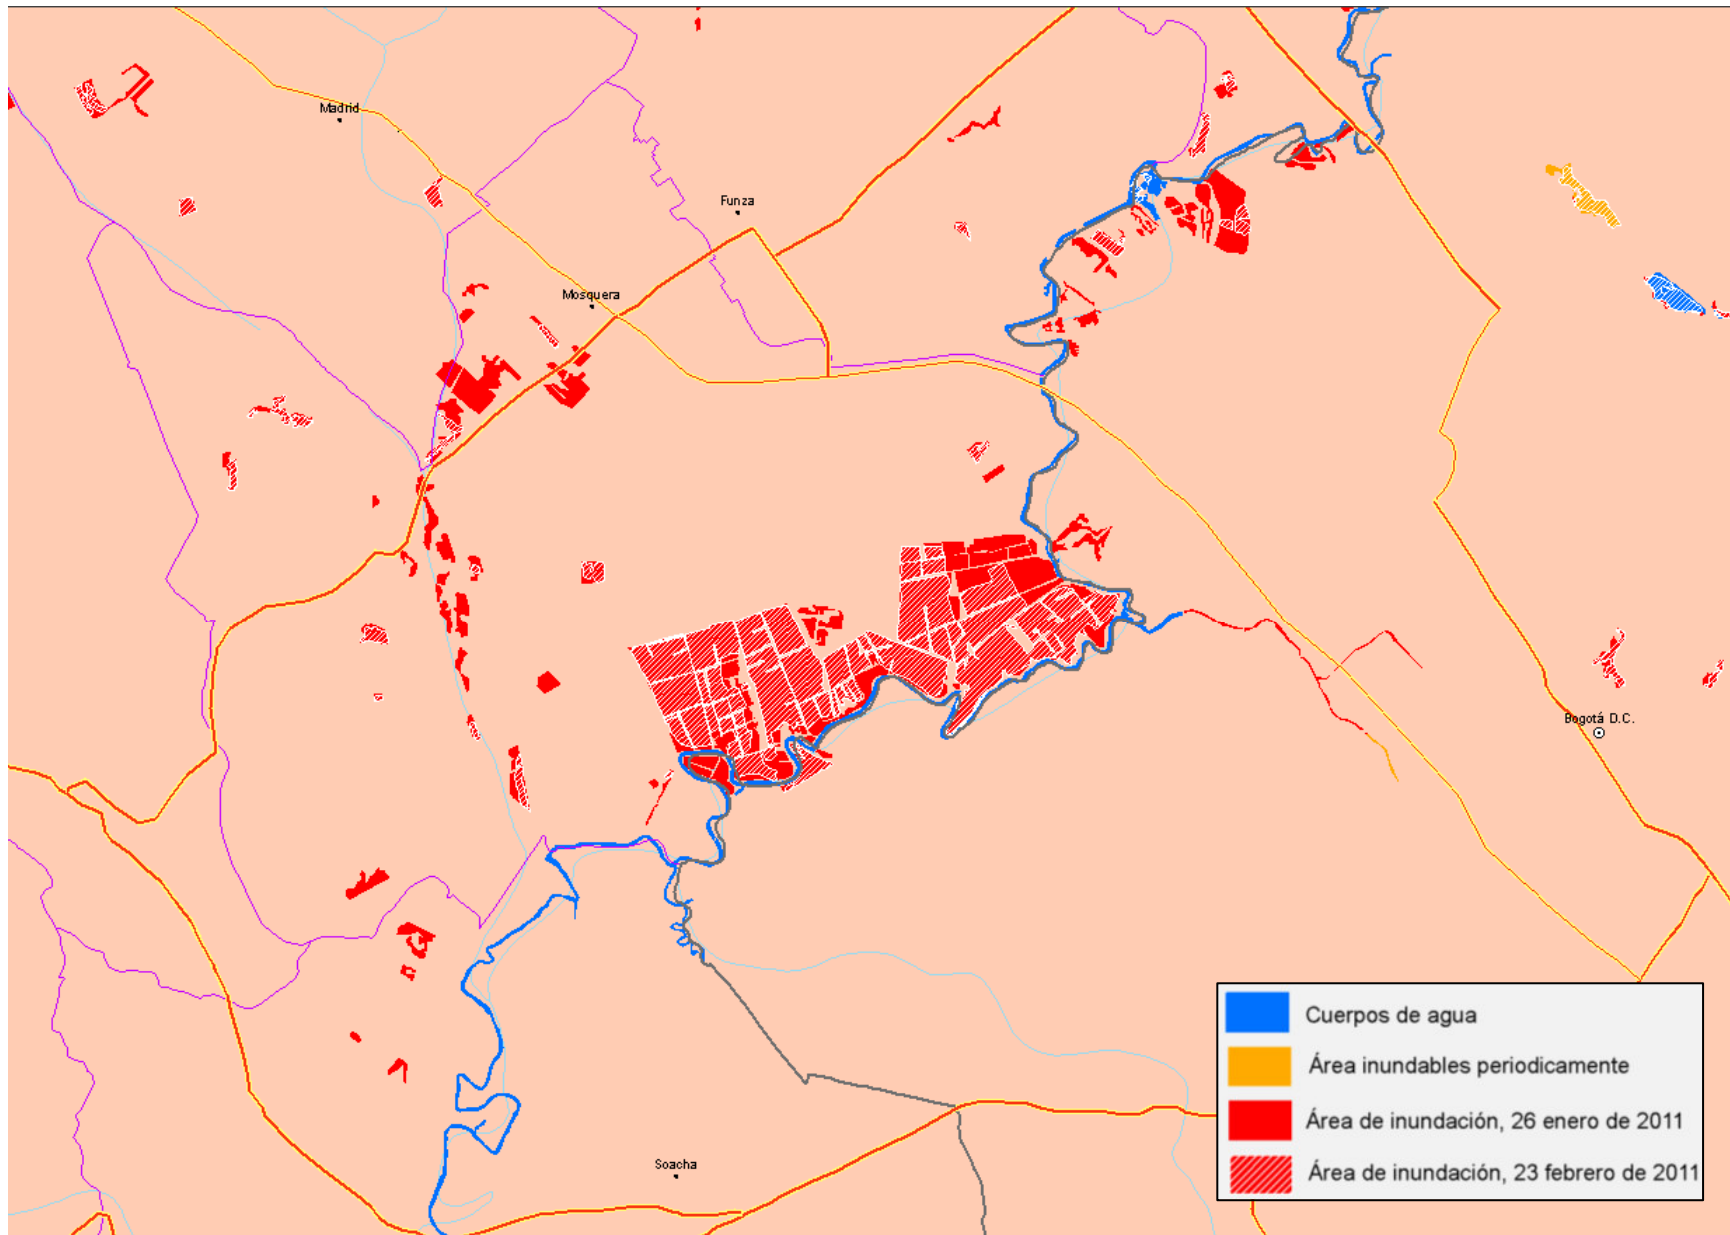 Madrid
Funza
Mosquera
Bogotá D.C.
Soacha
Cuerpos de agua
Área inundables periodicamente
Área de inundación, 26 enero de 2011
Área de inundación, 23 febrero de 2011